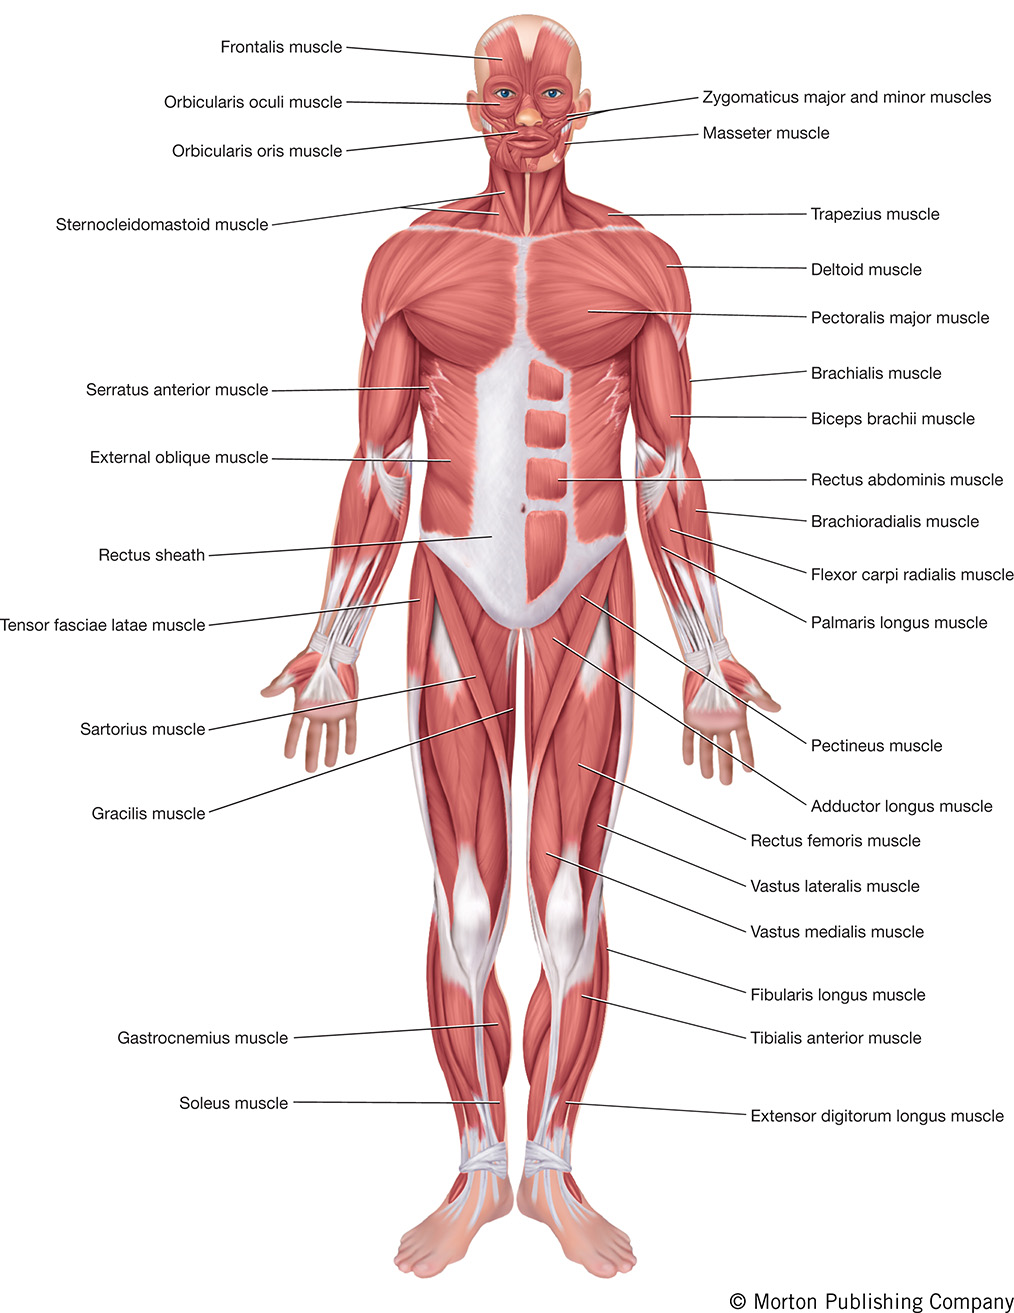 Frontalis muscle
Orbicularis oculi muscle
Orbicularis oris muscle
Sternocleidomastoid muscle
Serratus anterior muscle
External oblique muscle
Rectus sheath
Tensor fasciae latae muscle
Sartorius muscle
Gracilis muscle
Gastrocnemius muscle
Soleus muscle
Zygomaticus major and minor muscles
Masseter muscle
Trapezius muscle
Deltoid muscle
Pectoralis major muscle
Brachialis muscle
Biceps brachii muscle
Rectus abdominis muscle
Brachioradialis muscle
Flexor carpi radialis muscle
Palmaris longus muscle
Pectineus muscle
Adductor longus muscle
Rectus femoris muscle
Vastus lateralis muscle
Vastus medialis muscle
Fibularis longus muscle
Tibialis anterior muscle
Extensor digitorum longus muscle
© Morton Publishing Company